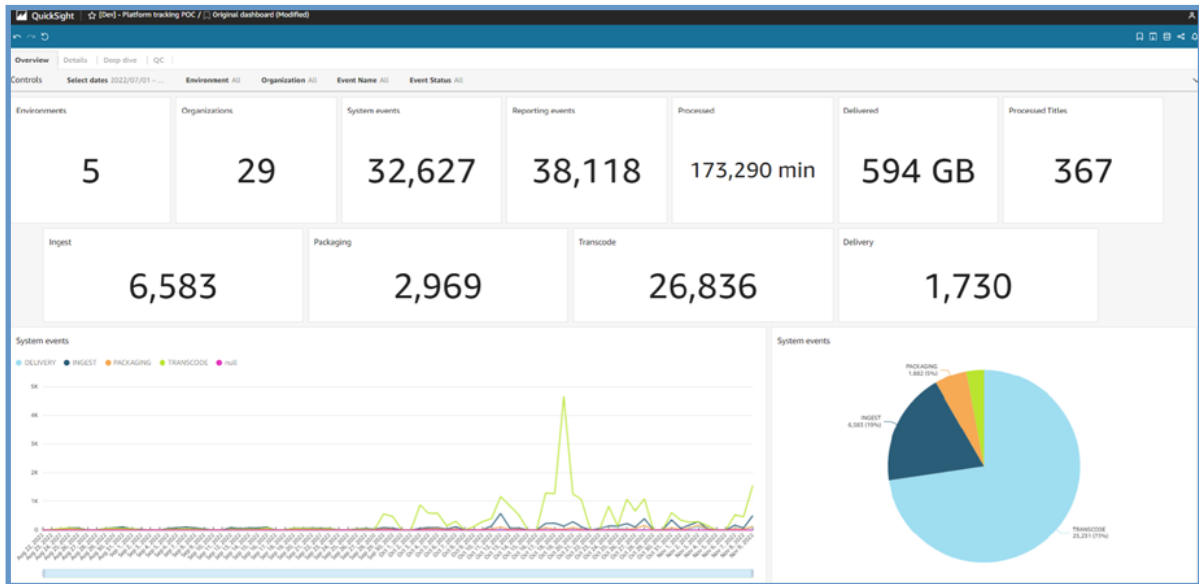 QuickSight [Dev] - Platform tracking POC / Original dashboard (Modified)
Overview Details Deep dive QC
Controls Select dates 2022/07/01 – ... Environment All Organization All Event Name All Event Status All
Environments Organizations System events Reporting events Processed Delivered Processed Titles
5 29 32,627 38,118 173,290 min 594 GB 367
Ingest Packaging Transcode Delivery
6,583 2,969 26,836 1,730
System events
DELIVERY INGEST PACKAGING TRANSCODE null
5K
4K
3K
2K
1K
0
System events
PACKAGING
1,882 (5%)
INGEST
6,583 (19%)
TRANSCODE
25,251 (73%)